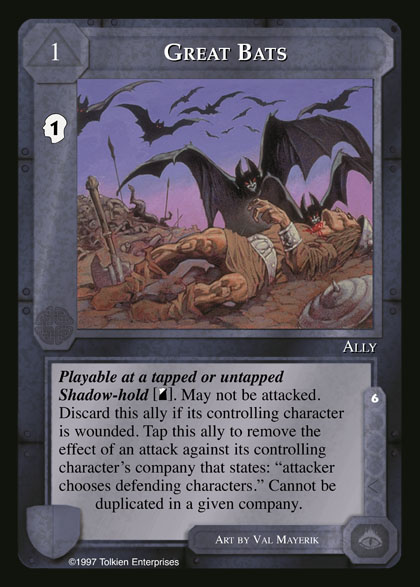 1
Great Bats
1
Ally
Playable at a tapped or untapped
Shadow-hold []. May not be attacked.
Discard this ally if its controlling character
is wounded. Tap this ally to remove the
effect of an attack against its controlling
character’s company that states: “attacker
chooses defending characters.” Cannot be
duplicated in a given company.
6
Art by Val Mayerik
©1997 Tolkien Enterprises